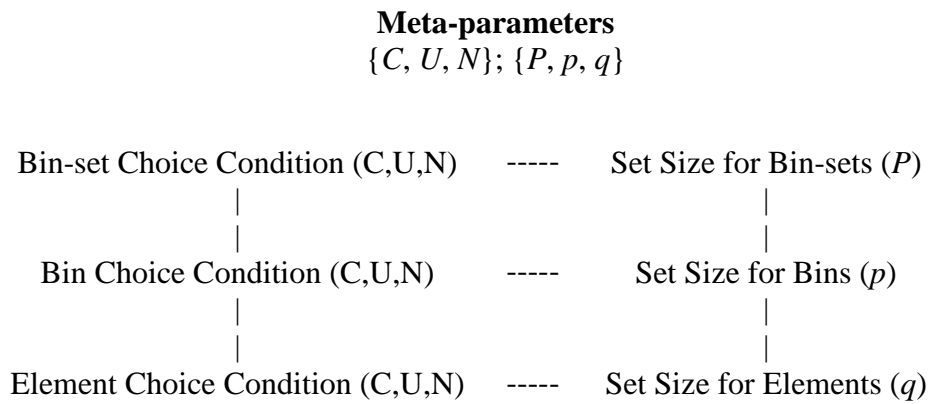 Meta-parameters
{C, U, N}; {P, p, q}
Bin-set Choice Condition (C,U,N) ----- Set Size for Bin-sets (P)
| |
| |
Bin Choice Condition (C,U,N) ----- Set Size for Bins (p)
| |
| |
Element Choice Condition (C,U,N) ----- Set Size for Elements (q)